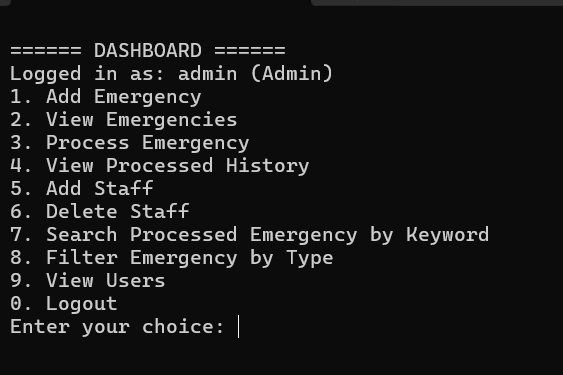 ====== DASHBOARD ======
Logged in as: admin (Admin)
1. Add Emergency
2. View Emergencies
3. Process Emergency
4. View Processed History
5. Add Staff
6. Delete Staff
7. Search Processed Emergency by Keyword
8. Filter Emergency by Type
9. View Users
0. Logout
Enter your choice: